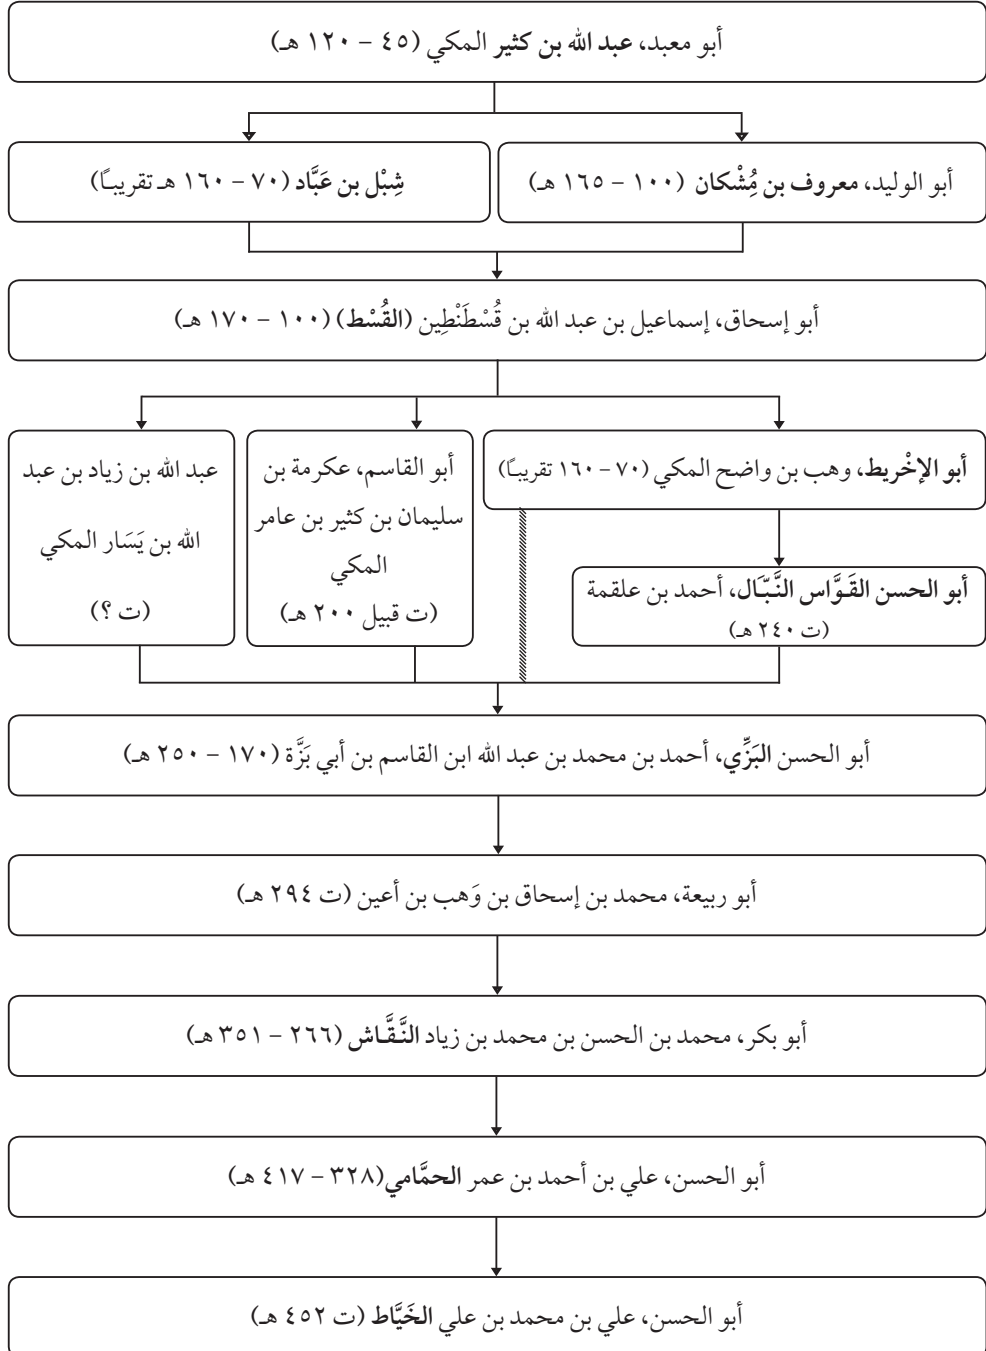 أبو معبد، عبد الله بن كثير المكي (٤٥ – ١٢٠ هـ)
أبو الوليد، معروف بن مُِشْكان (١٠٠ – ١٦٥ هـ)
شِبْل بن عَبَّاد (٧٠ – ١٦٠ هـ تقريبًا)
أبو إسحاق، إسماعيل بن عبد الله بن قُسْطَنْطِين (القُسْط) (١٠٠ – ١٧٠ هـ)
أبو الإخْريط، وهب بن واضح المكي (٧٠ – ١٦٠ تقريبًا)
أبو القاسم، عكرمة بن
سليمان بن كثير بن عامر
المكي
(ت قبيل ٢٠٠ هـ)
عبد الله بن زياد بن عبد
الله بن يَسَار المكي
(ت ؟)
أبو الحسن القَوَّاس النَّبَّال، أحمد بن علقمة
(ت ٢٤٠ هـ)
أبو الحسن البَزِّي، أحمد بن محمد بن عبد الله ابن القاسم بن أبي بَزَّة (١٧٠ – ٢٥٠ هـ)
أبو ربيعة، محمد بن إسحاق بن وَهب بن أعين (ت ٢٩٤ هـ)
أبو بكر، محمد بن الحسن بن محمد بن زياد النَّقَّاش (٢٦٦ – ٣٥١ هـ)
أبو الحسن، علي بن أحمد بن عمر الحمَّامي (٣٢٨ – ٤١٧ هـ)
أبو الحسن، علي بن محمد بن علي الخَيَّاط (ت ٤٥٢ هـ)